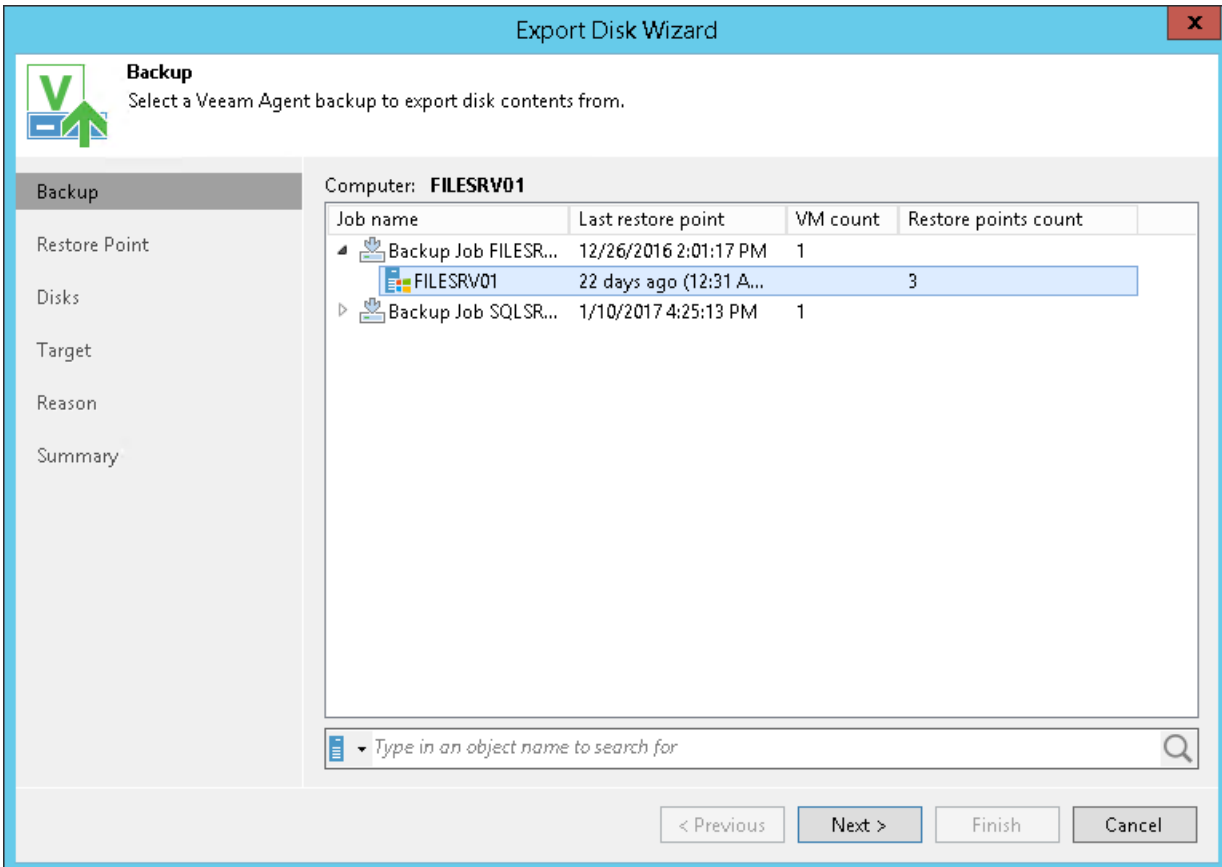 Export Disk Wizard
x
Backup
Select a Veeam Agent backup to export disk contents from.
Backup
Restore Point
Disks
Target
Reason
Summary
Computer: FILESRV01
Job name Last restore point VM count Restore points count
Backup Job FILESR... 12/26/2016 2:01:17 PM 1
FILESRV01 22 days ago (12:31 A... 3
Backup Job SQLSR... 1/10/2017 4:25:13 PM 1
Type in an object name to search for
< Previous Next > Finish Cancel